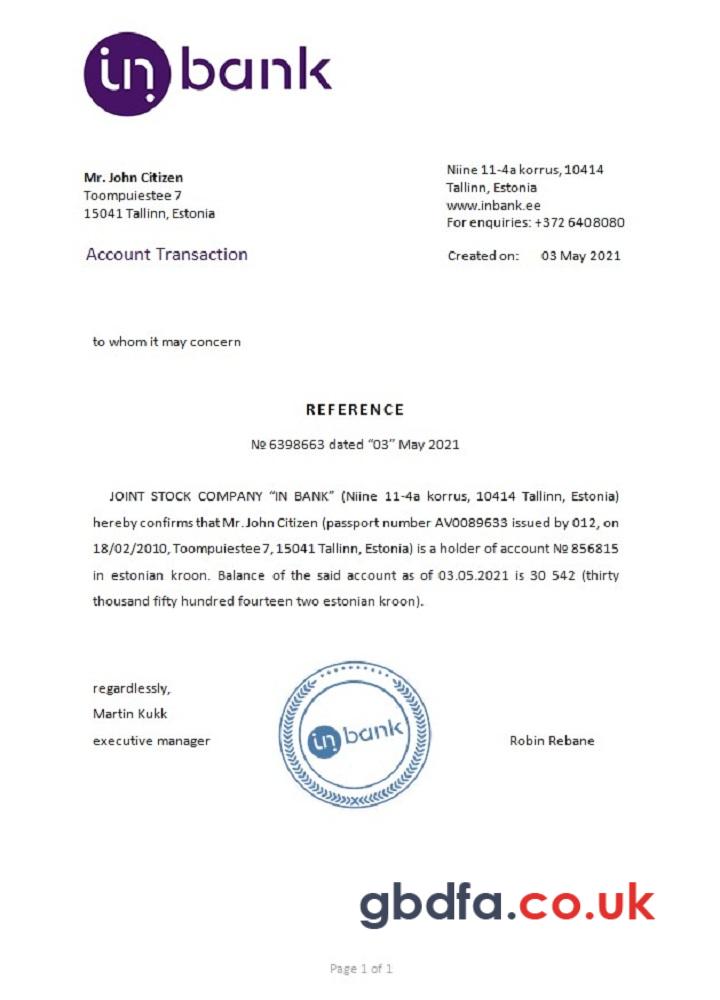 in bank
Mr. John Citizen
Toompuiestee 7
15041 Tallinn, Estonia
Niine 11-4a korrus, 10414
Tallinn, Estonia
www.inbank.ee
For enquiries: +372 6408080
Account Transaction
Created on: 03 May 2021
to whom it may concern
REFERENCE
№ 6398663 dated “03” May 2021
JOINT STOCK COMPANY “IN BANK” (Niine 11-4a korrus, 10414 Tallinn, Estonia)
hereby confirms that Mr. John Citizen (passport number AV0089633 issued by 012, on
18/02/2010, Toompuiestee 7, 15041 Tallinn, Estonia) is a holder of account № 856815
in estonian kroon. Balance of the said account as of 03.05.2021 is 30 542 (thirty
thousand fifty hundred fourteen two estonian kroon).
regardlessly,
Martin Kukk
executive manager
in bank
Robin Rebane
gbdfa.co.uk
Page 1 of 1